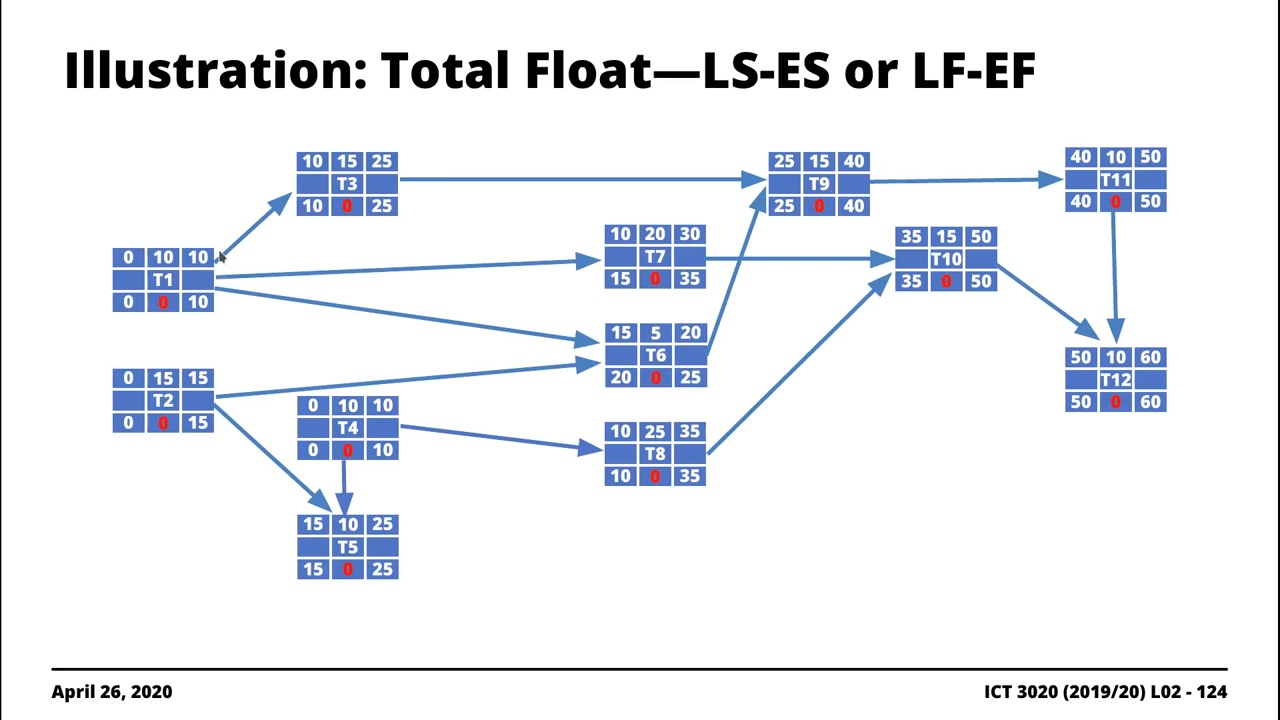 Illustration: Total Float—LS-ES or LF-EF
0 10 10
T1
0 0 10
0 15 15
T2
0 0 15
10 15 25
T3
10 0 25
0 10 10
T4
0 0 10
15 10 25
T5
15 0 25
10 20 30
T7
15 0 35
15 5 20
T6
20 0 25
10 25 35
T8
10 0 35
25 15 40
T9
25 0 40
35 15 50
T10
35 0 50
40 10 50
T11
40 0 50
50 10 60
T12
50 0 60
April 26, 2020
ICT 3020 (2019/20) L02 - 124